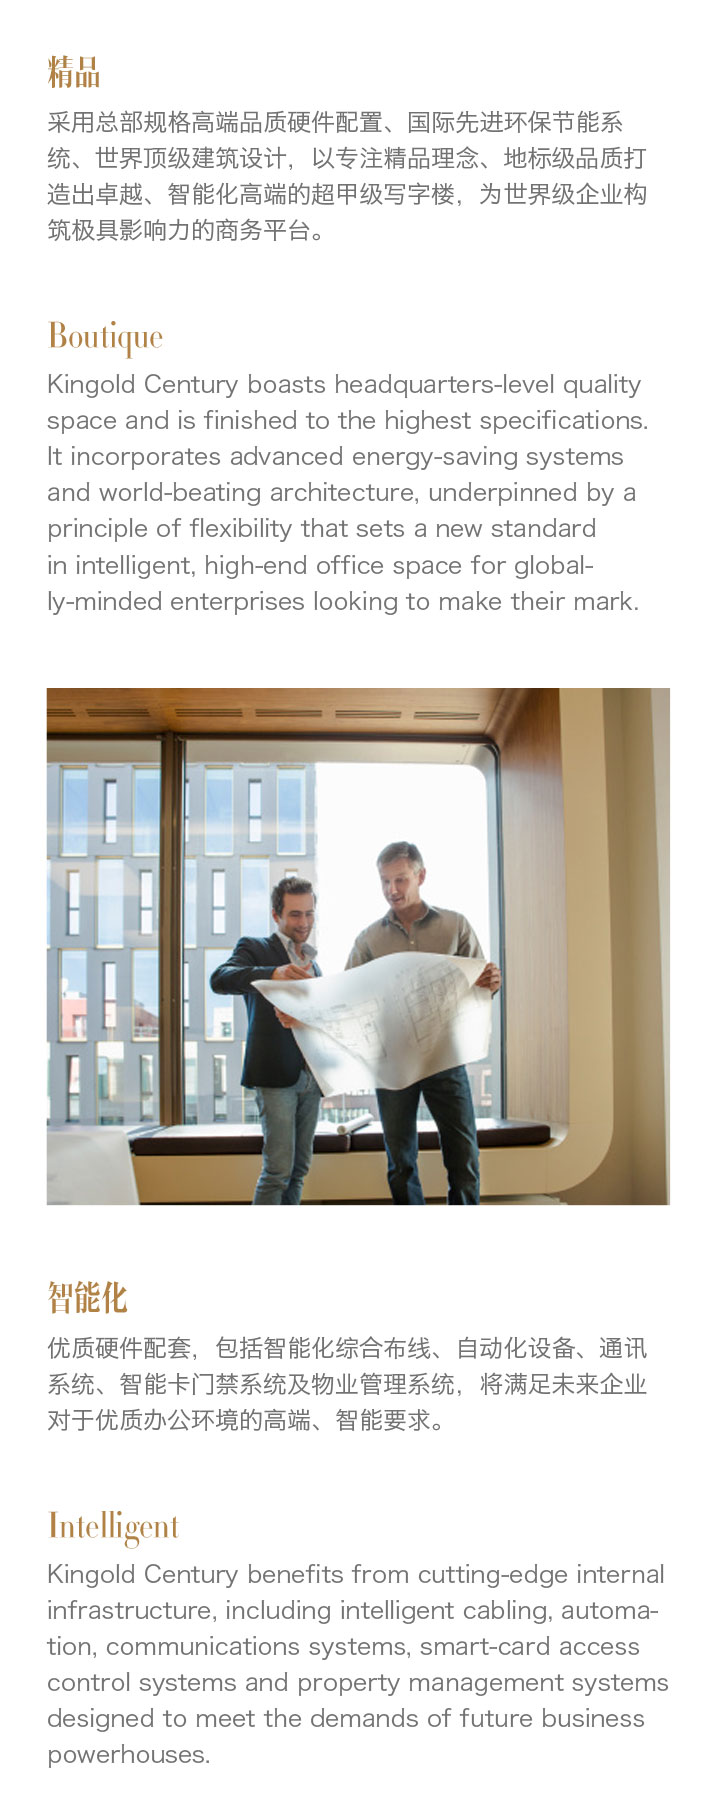 精品
采用总部规格高端品质硬件配置、国际先进环保节能系
统、世界顶级建筑设计，以专注精品理念、地标级品质打
造出卓越、智能化高端的超甲级写字楼，为世界级企业构
筑极具影响力的商务平台。
Boutique
Kingold Century boasts headquarters-level quality
space and is finished to the highest specifications.
It incorporates advanced energy-saving systems
and world-beating architecture, underpinned by a
principle of flexibility that sets a new standard
in intelligent, high-end office space for global-
ly-minded enterprises looking to make their mark.
智能化
优质硬件配套，包括智能化综合布线、自动化设备、通讯
系统、智能卡门禁系统及物业管理系统，将满足未来企业
对于优质办公环境的高端、智能要求。
Intelligent
Kingold Century benefits from cutting-edge internal
infrastructure, including intelligent cabling, automa-
tion, communications systems, smart-card access
control systems and property management systems
designed to meet the demands of future business
powerhouses.